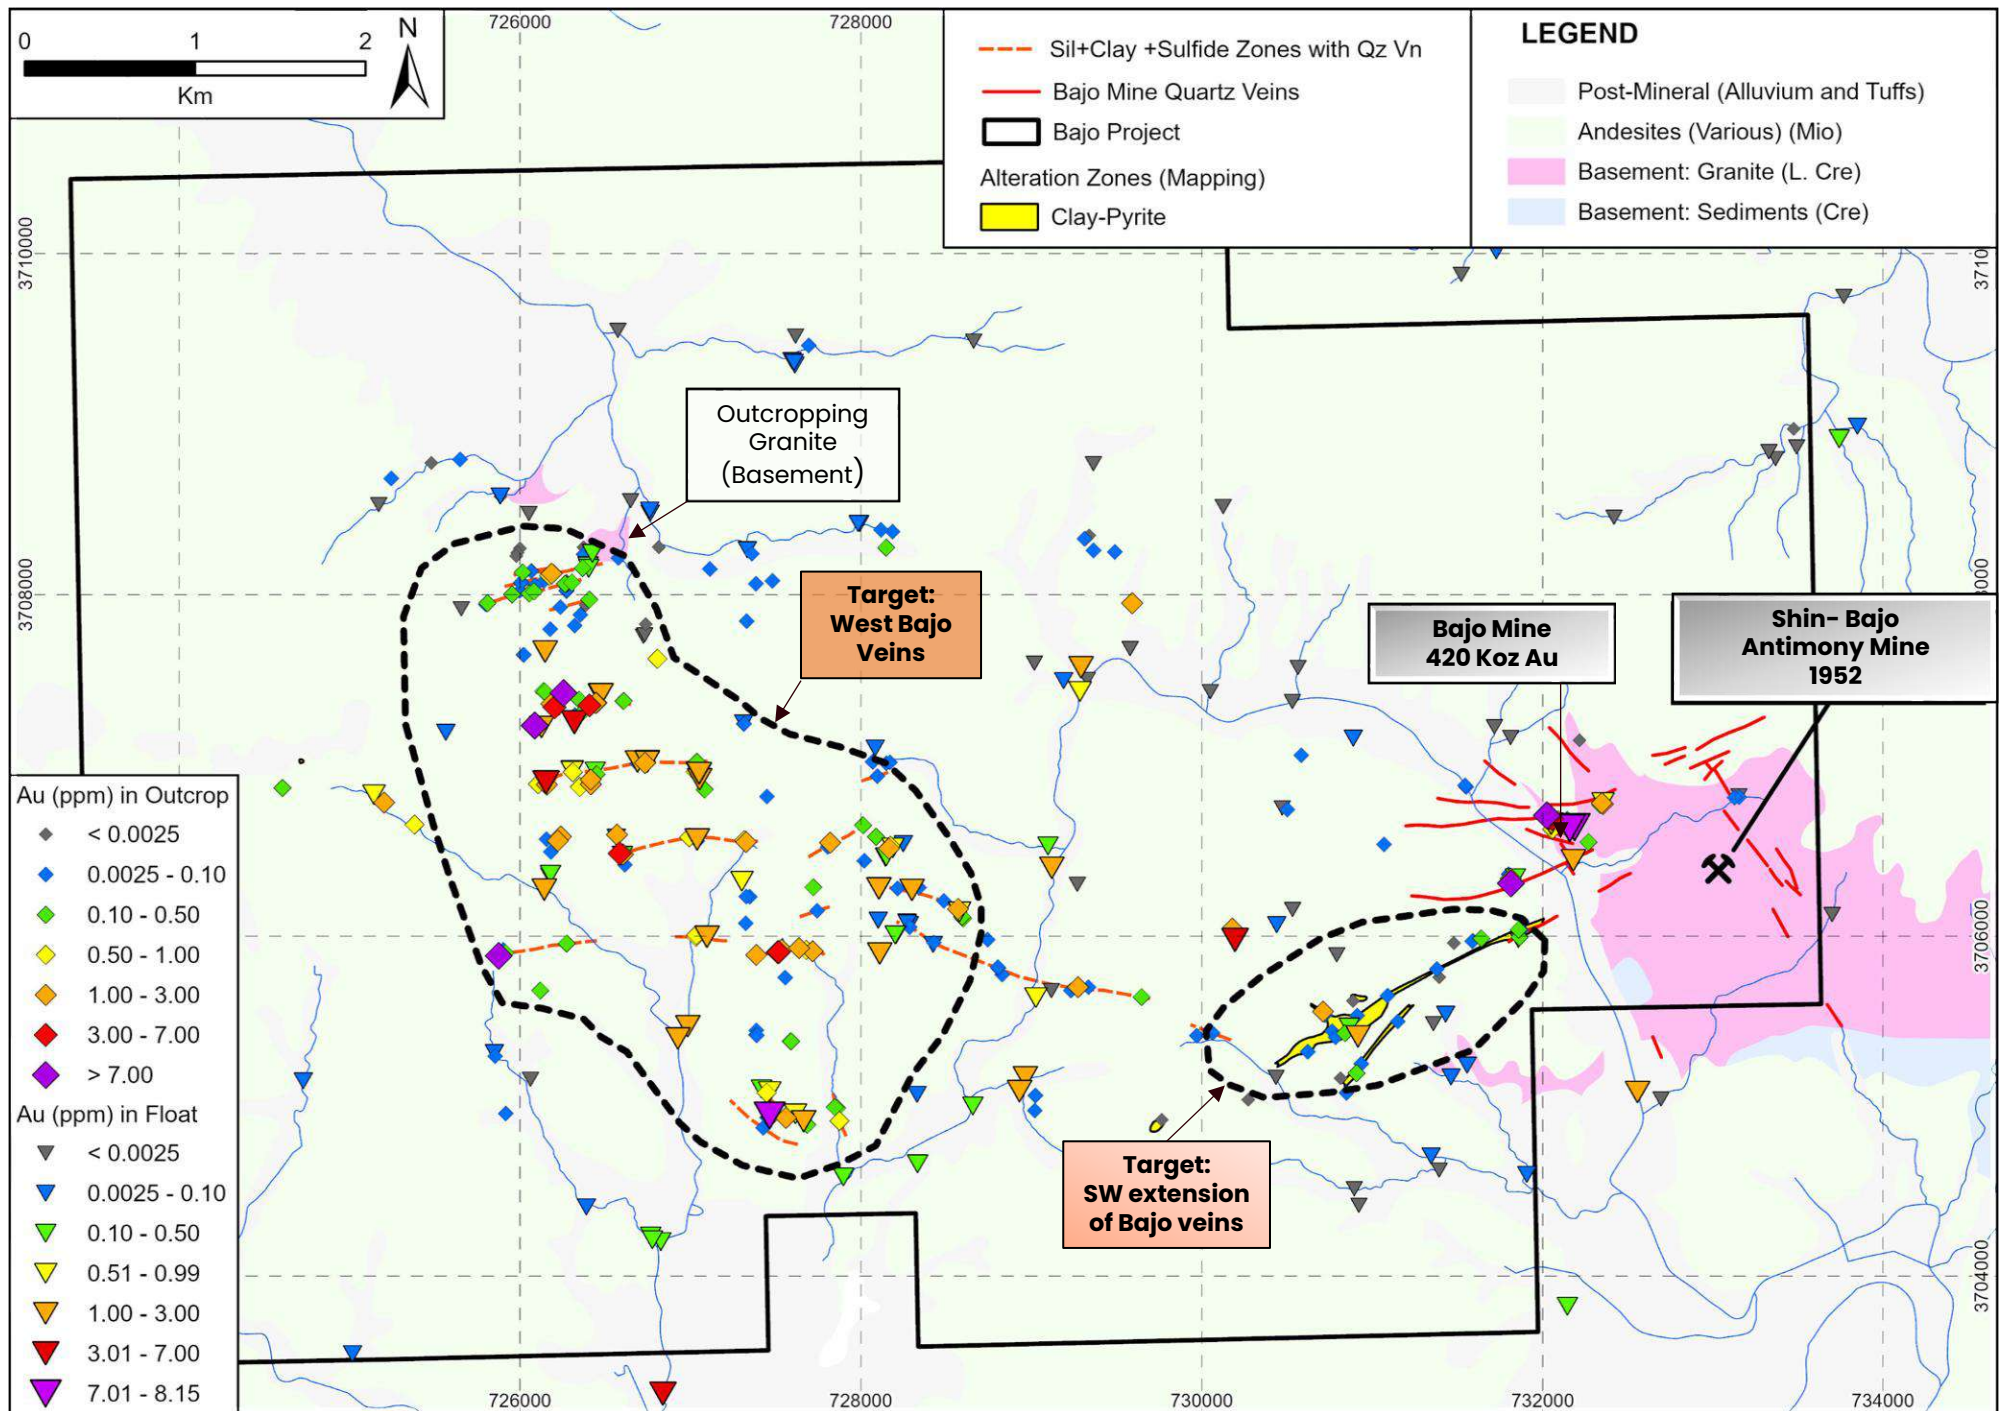 726000
728000
0
1
2
Km
N
Sil+Clay +Sulfide Zones with Qz Vn
Bajo Mine Quartz Veins
Bajo Project
Alteration Zones (Mapping)
Clay-Pyrite
LEGEND
Post-Mineral (Alluvium and Tuffs)
Andesites (Various) (Mio)
Basement: Granite (L. Cre)
Basement: Sediments (Cre)
3710000
3710
Outcropping
Granite
(Basement)
3708000
000
Target:
West Bajo
Veins
Bajo Mine
420 Koz Au
Shin- Bajo
Antimony Mine
1952
3706000
Target:
SW extension
of Bajo veins
3704000
Au (ppm) in Outcrop
< 0.0025
0.0025 - 0.10
0.10 - 0.50
0.50 - 1.00
1.00 - 3.00
3.00 - 7.00
> 7.00
Au (ppm) in Float
< 0.0025
0.0025 - 0.10
0.10 - 0.50
0.51 - 0.99
1.00 - 3.00
3.01 - 7.00
7.01 - 8.15
726000
728000
730000
732000
734000